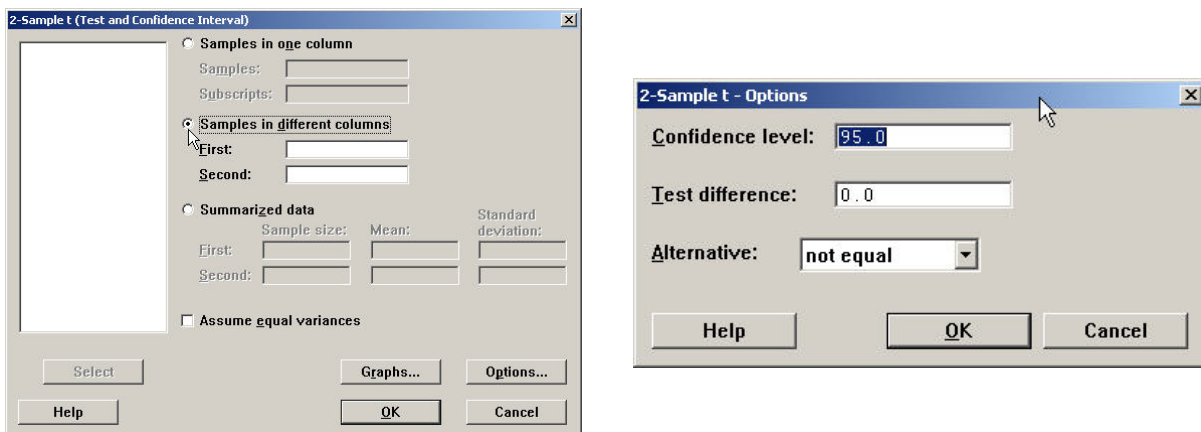 2-Sample t (Test and Confidence Interval)
Samples in one column
Samples:
Subscripts:
Samples in different columns
First:
Second:
Summarized data
Sample size: Mean: Standard deviation:
First:
Second:
Assume equal variances
Select
Graphs...
Options...
Help
OK
Cancel
2-Sample t - Options
Confidence level: 95.0
Test difference: 0.0
Alternative: not equal
Help
OK
Cancel